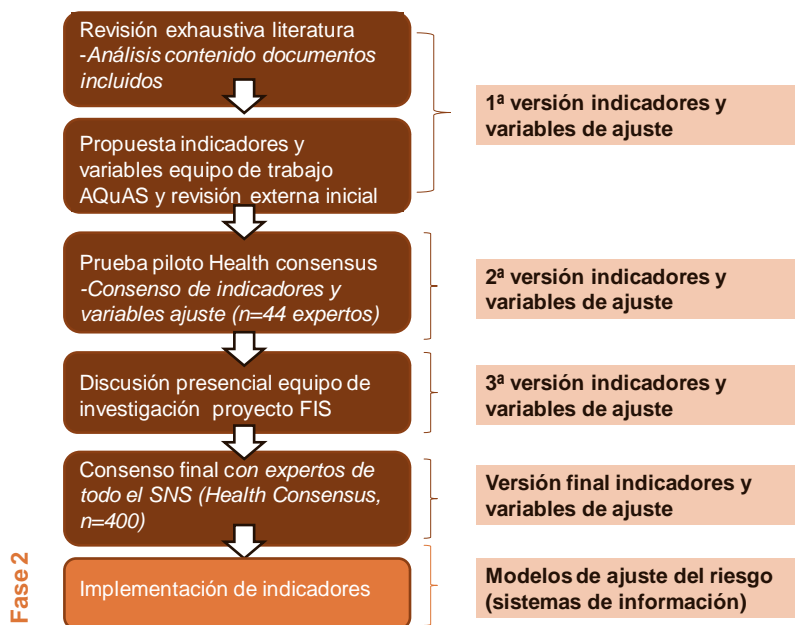 Revisión exhaustiva literatura
-Análisis contenido documentos
incluidos
1ª versión indicadores y
variables de ajuste
Propuesta indicadores y
variables equipo de trabajo
AQuAS y revisión externa inicial
Prueba piloto Health consensus
-Consenso de indicadores y
variables ajuste (n=44 expertos)
2ª versión indicadores y
variables de ajuste
Discusión presencial equipo de
investigación proyecto FIS
3ª versión indicadores y
variables de ajuste
Consenso final con expertos de
todo el SNS (Health Consensus,
n=400)
Versión final indicadores y
variables de ajuste
Fase 2
Implementación de indicadores
Modelos de ajuste del riesgo
(sistemas de información)